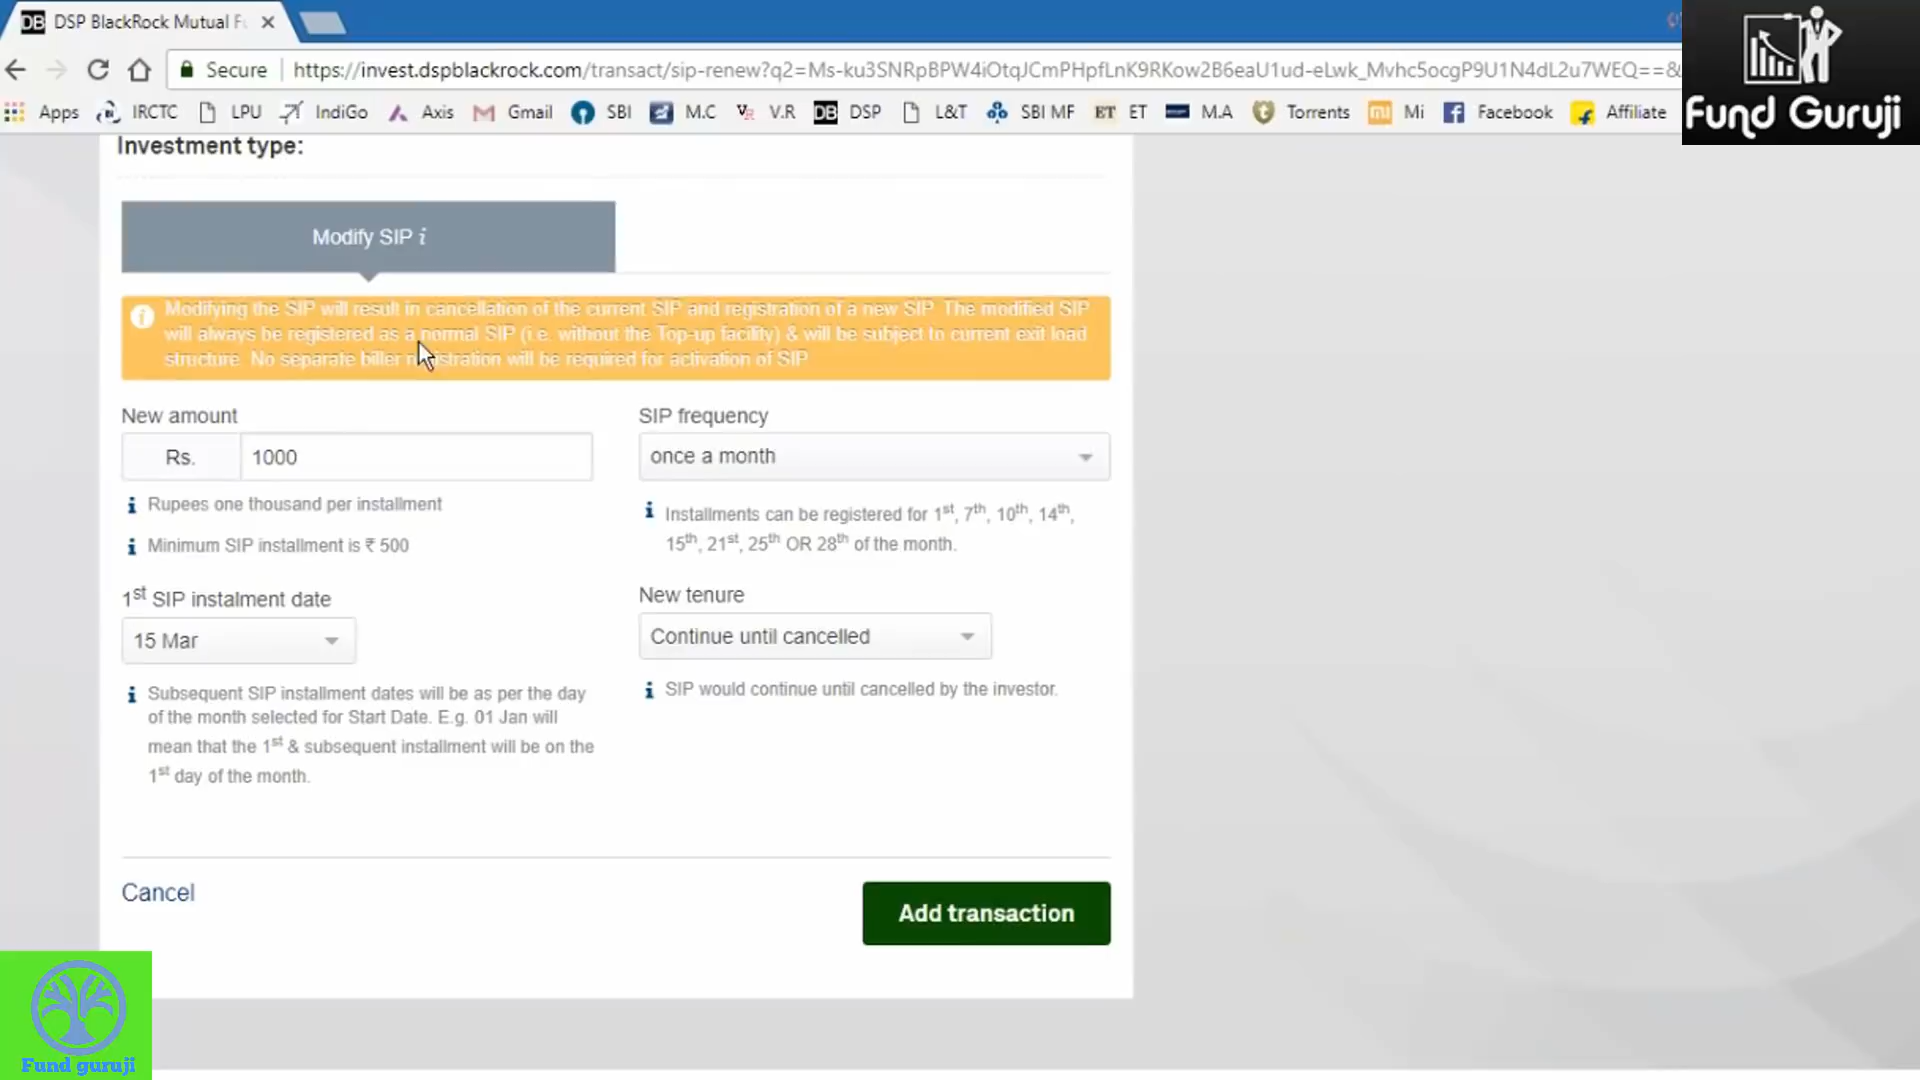 DB DSP BlackRock Mutual F
Secure https://invest.dspblackrock.com/transact/sip-renew?q2=Ms-ku3SNRpBPW4iOtqJCmPHpfLnK9RKow2B6eaU1ud-eLwk_Mvhc5ocgP9U1N4dL2u7WEQ==&
Apps IRCTC LPU IndiGo Axis Gmail SBI M.C V.R DB DSP L&T SBI MF ET ET M.A Torrents mi Mi Facebook Affiliate
Fund Guruji
Investment type:
Modify SIP i
Modifying the SIP will result in cancellation of the current SIP and registration of a new SIP. The modified SIP
will always be registered as a normal SIP (i.e. without the Top-up facility) & will be subject to current exit load
structure. No separate biller registration will be required for activation of SIP
New amount
Rs. 1000
Rupees one thousand per installment
Minimum SIP installment is ₹ 500
SIP frequency
once a month
Installments can be registered for 1st, 7th, 10th, 14th,
15th, 21st, 25th OR 28th of the month.
1st SIP instalment date
15 Mar
Subsequent SIP installment dates will be as per the day
of the month selected for Start Date. E.g. 01 Jan will
mean that the 1st & subsequent installment will be on the
1st day of the month.
New tenure
Continue until cancelled
SIP would continue until cancelled by the investor.
Cancel
Add transaction
Fund guruji